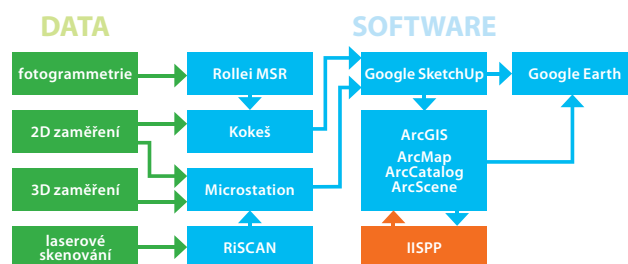 DATA
SOFTWARE
fotogrammetrie
Rollei MSR
Google SketchUp
Google Earth
2D zaměření
Kokeš
ArcGIS
ArcMap
ArcCatalog
ArcScene
3D zaměření
Microstation
laserové
skenování
RiSCAN
IISPP